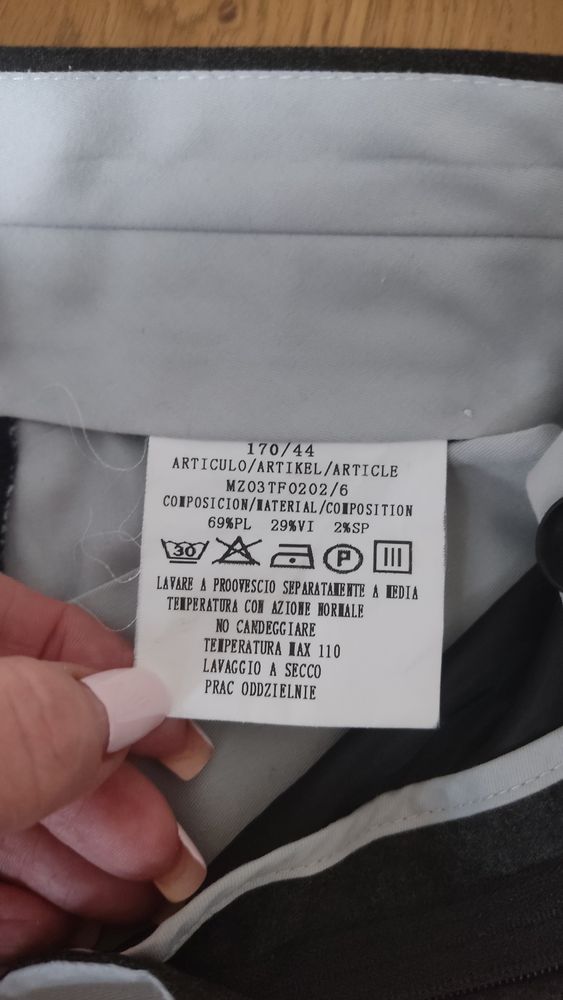 170/44
ARTICULO/ARTIKEL/ARTICLE
MZ03TF0202/6
COMPOSICION/MATERIAL/COMPOSITION
69%PL 29%VI 2%SP
30 P
LAVARE A PROOVESCIO SEPARATAMENTE A MEDIA
TEMPERATURA CON AZIONE NORMALE
NO CANDEGGIARE
TEMPERATURA MAX 110
LAVAGGIO A SECCO
PRAC ODDZIELNIE